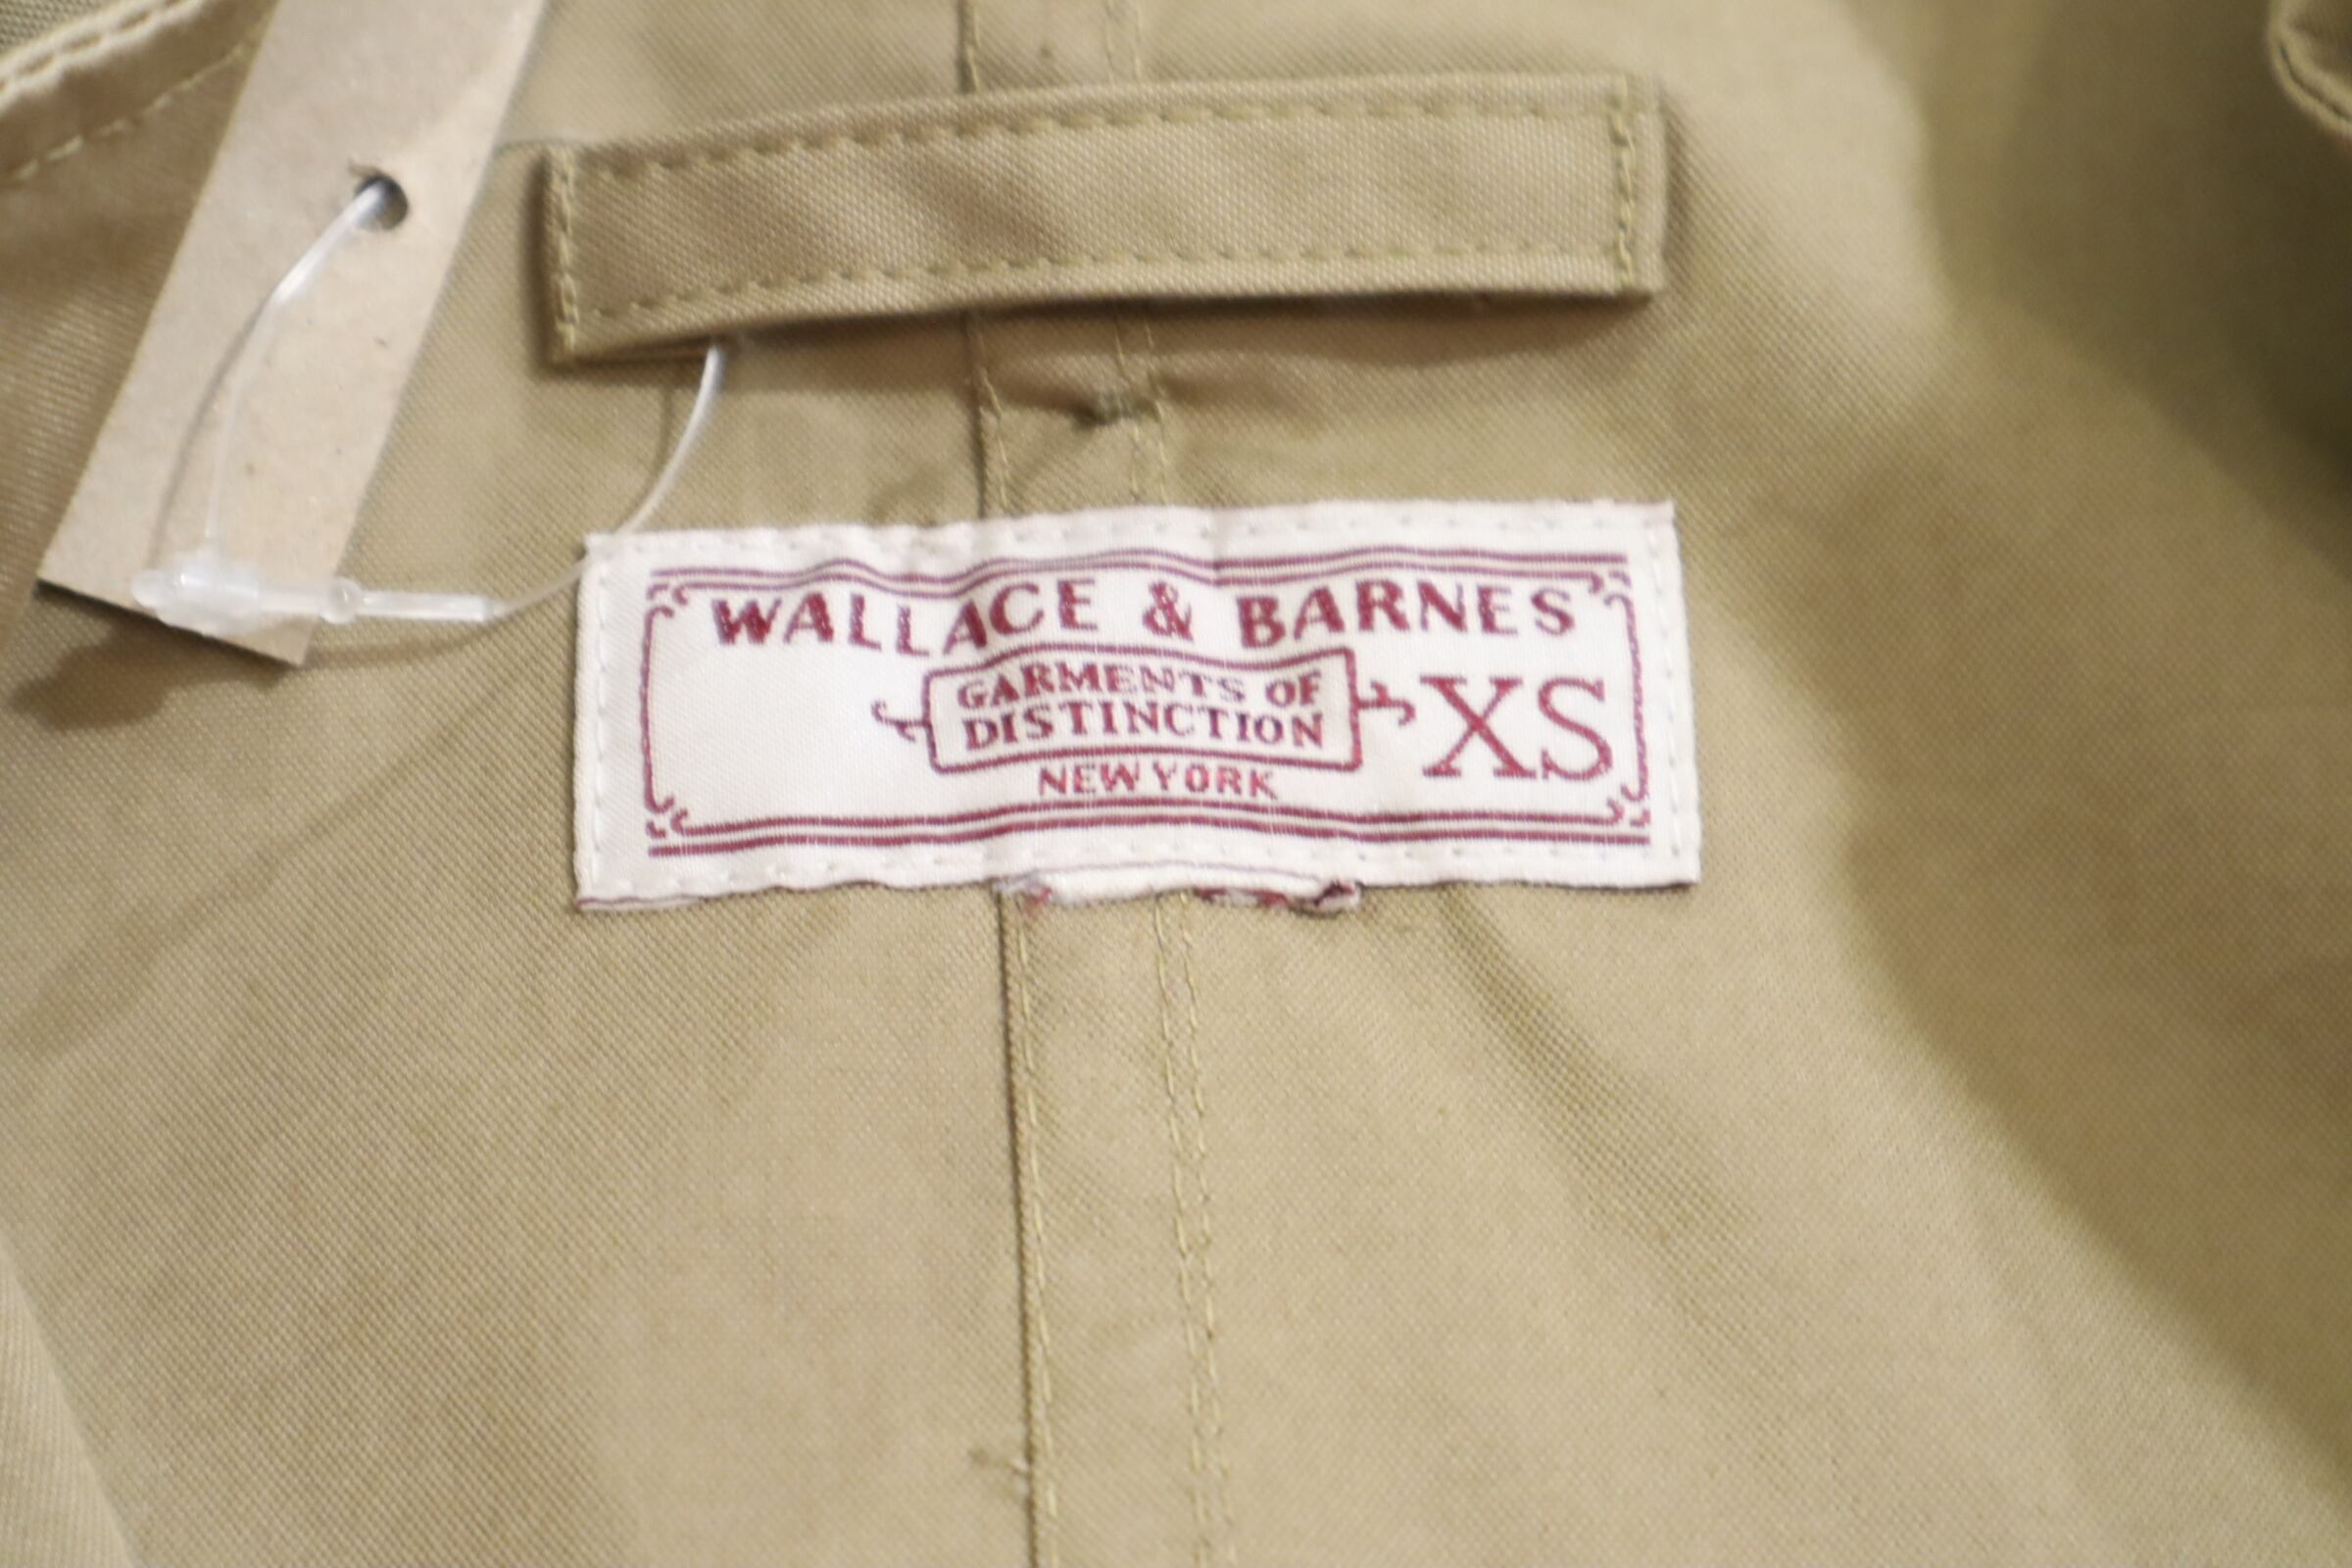 WALLACE & BARNES
GARMENTS OF
DISTINCTION
NEW YORK
XS